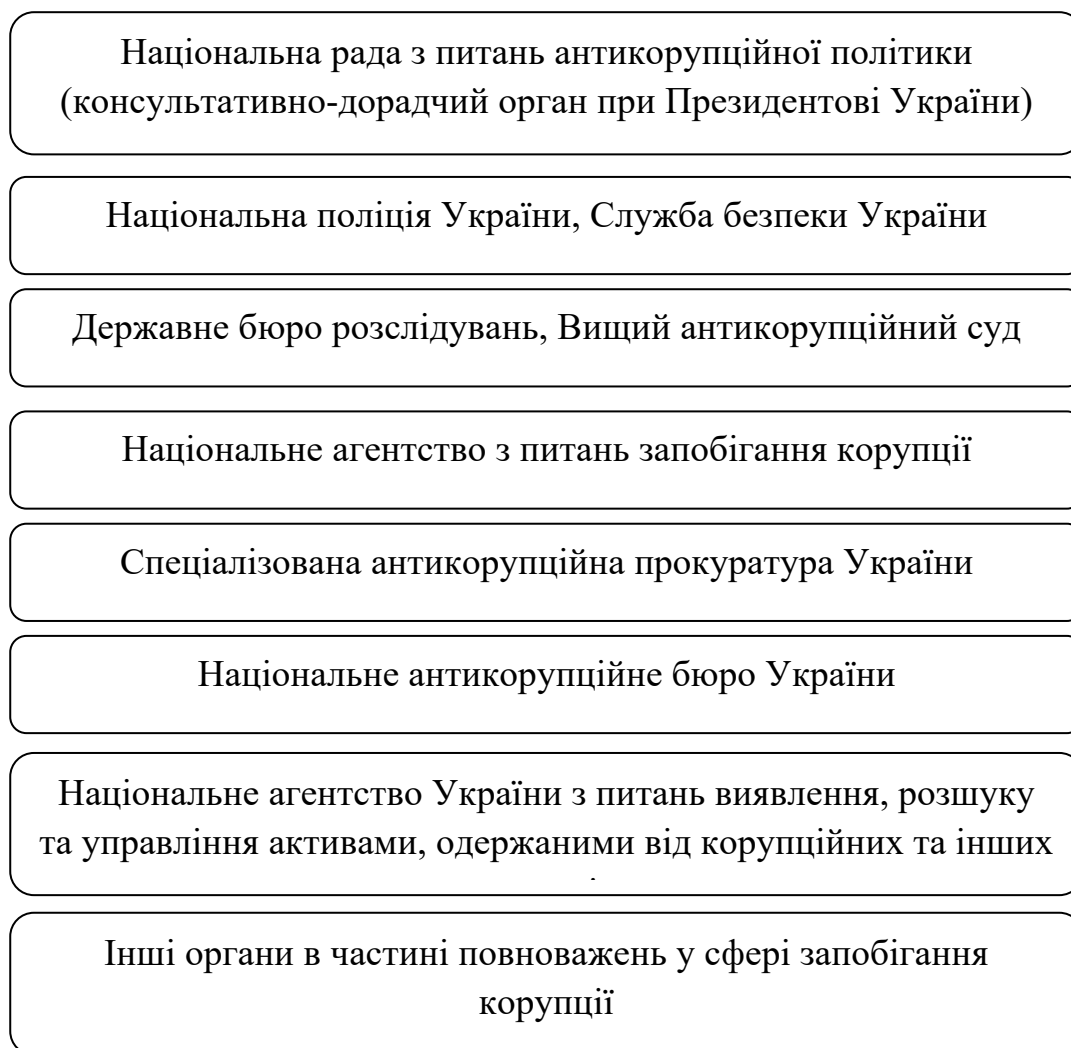 Національна рада з питань антикорупційної політики
(консультативно-дорадчий орган при Президентові України)
Національна поліція України, Служба безпеки України
Державне бюро розслідувань, Вищий антикорупційний суд
Національне агентство з питань запобігання корупції
Спеціалізована антикорупційна прокуратура України
Національне антикорупційне бюро України
Національне агентство України з питань виявлення, розшуку
та управління активами, одержаними від корупційних та інших
Інші органи в частині повноважень у сфері запобігання
корупції